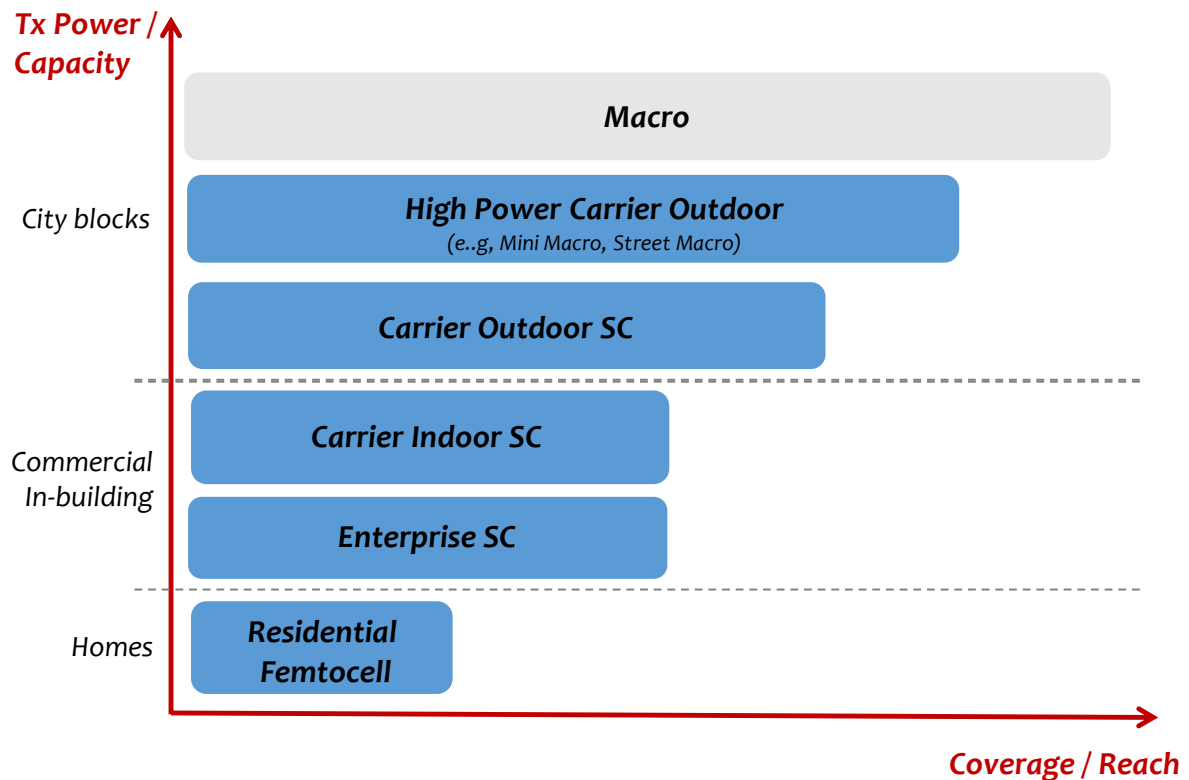 Tx Power /
Capacity
Macro
City blocks
High Power Carrier Outdoor
(e..g, Mini Macro, Street Macro)
Carrier Outdoor SC
Carrier Indoor SC
Commercial
In-building
Enterprise SC
Homes
Residential
Femtocell
Coverage / Reach